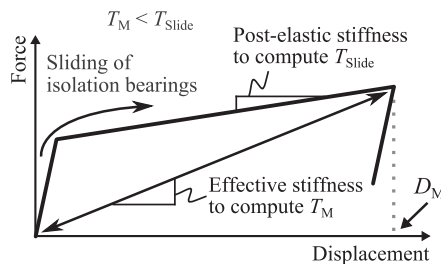 T_M < T_Slide
Post-elastic stiffness
to compute T_Slide
Force
Sliding of
isolation bearings
Effective stiffness
to compute T_M
D_M
Displacement